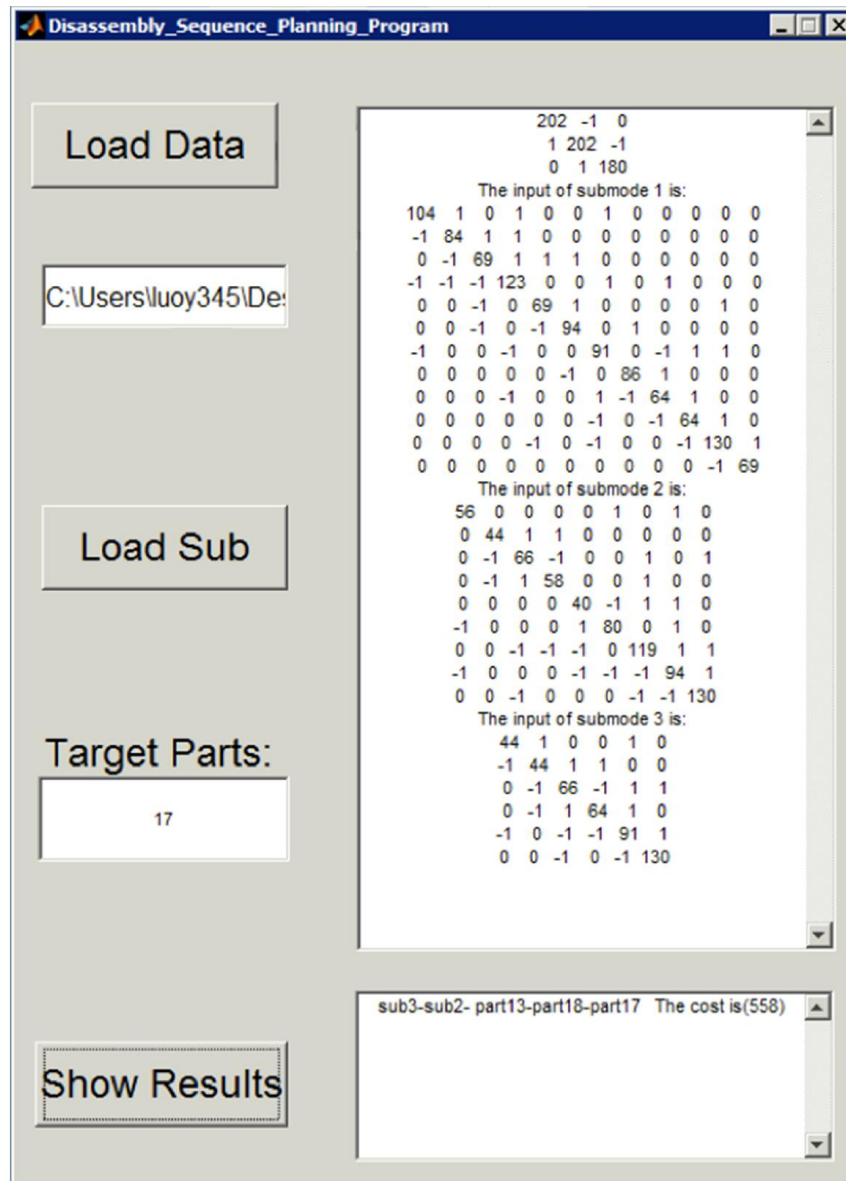 Disassembly_Sequence_Planning_Program
Load Data
C:\Users\luoy345\Des
Load Sub
Target Parts:
17
Show Results
202 -1 0
1 202 -1
0 1 180
The input of submode 1 is:
104 1 0 1 0 0 1 0 0 0 0 0
-1 84 1 1 0 0 0 0 0 0 0 0
0 -1 69 1 1 1 0 0 0 0 0 0
-1 -1 -1 123 0 0 1 0 1 0 0 0
0 0 -1 0 69 1 0 0 0 0 1 0
0 0 -1 0 -1 94 0 1 0 0 0 0
-1 0 0 -1 0 0 91 0 -1 1 1 0
0 0 0 0 0 -1 0 86 1 0 0 0
0 0 0 -1 0 0 1 -1 64 1 0 0
0 0 0 0 0 0 -1 0 -1 64 1 0
0 0 0 0 -1 0 -1 0 0 -1 130 1
0 0 0 0 0 0 0 0 0 0 -1 69
The input of submode 2 is:
56 0 0 0 0 1 0 1 0
0 44 1 1 0 0 0 0 0
0 -1 66 -1 0 0 1 0 1
0 -1 1 58 0 0 1 0 0
0 0 0 0 40 -1 1 1 0
-1 0 0 0 1 80 0 1 0
0 0 -1 -1 -1 0 119 1 1
-1 0 0 0 -1 -1 -1 94 1
0 0 -1 0 0 0 -1 -1 130
The input of submode 3 is:
44 1 0 0 1 0
-1 44 1 1 0 0
0 -1 66 -1 1 1
0 -1 1 64 1 0
-1 0 -1 -1 91 1
0 0 -1 0 -1 130
sub3-sub2- part13-part18-part17 The cost is(558)